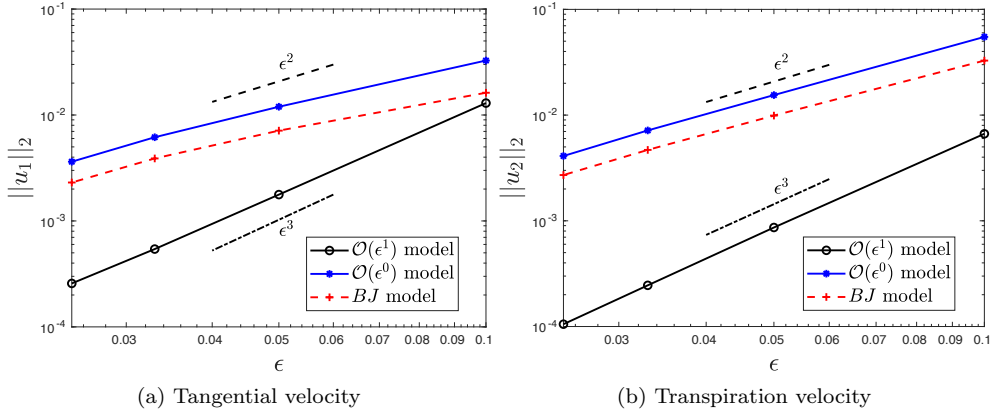 10^-1
10^-2
10^-3
10^-4
||u_1||_2
ϵ^2
ϵ^3
O(ϵ^1) model
O(ϵ^0) model
BJ model
0.03 0.04 0.05 0.06 0.07 0.08 0.09 0.1
ϵ
(a) Tangential velocity
10^-1
10^-2
10^-3
10^-4
||u_2||_2
ϵ^2
ϵ^3
O(ϵ^1) model
O(ϵ^0) model
BJ model
0.03 0.04 0.05 0.06 0.07 0.08 0.09 0.1
ϵ
(b) Transpiration velocity